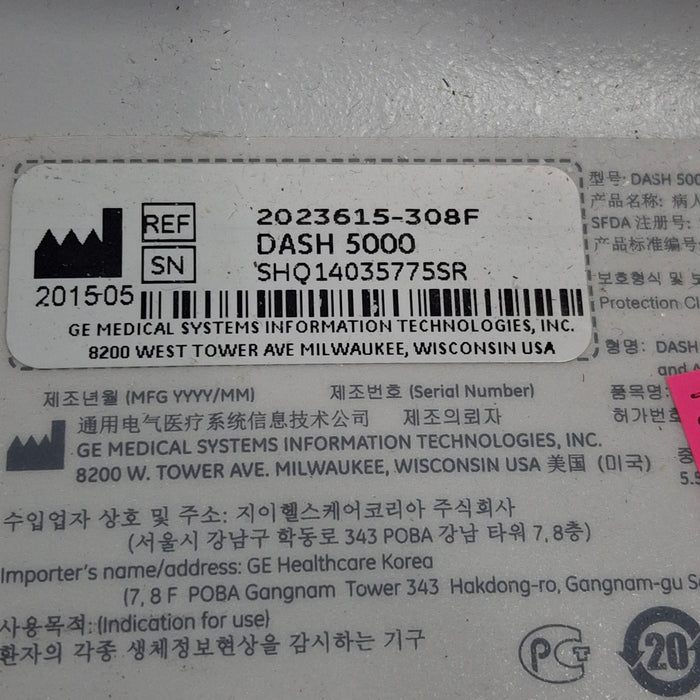 REF 2023615-308F
DASH 5000
SN SHQ14035775SR
2015-05
GE MEDICAL SYSTEMS INFORMATION TECHNOLOGIES, INC.
8200 WEST TOWER AVE MILWAUKEE, WISCONSIN USA
型号: DASH 500
产品名称: 病人
SFDA 注册号:
产品标准编号
보호형식 및 보
Protection Cl
형명: DASH
and A
품목명:
허가번호
5.5
제조년월 (MFG YYYY/MM) 제조번호 (Serial Number)
通用电气医疗系统信息技术公司 제조의뢰자
GE MEDICAL SYSTEMS INFORMATION TECHNOLOGIES, INC.
8200 W. TOWER AVE. MILWAUKEE, WISCONSIN USA 美国 (미국)
수입업자 상호 및 주소: 지이헬스케어코리아 주식회사
(서울시 강남구 학동로 343 POBA 강남 타워 7, 8층)
Importer's name/address: GE Healthcare Korea
(7, 8 F POBA Gangnam Tower 343 Hakdong-ro, Gangnam-gu S
사용목적: (Indication for use)
환자의 각종 생체정보현상을 감시하는 기구
20